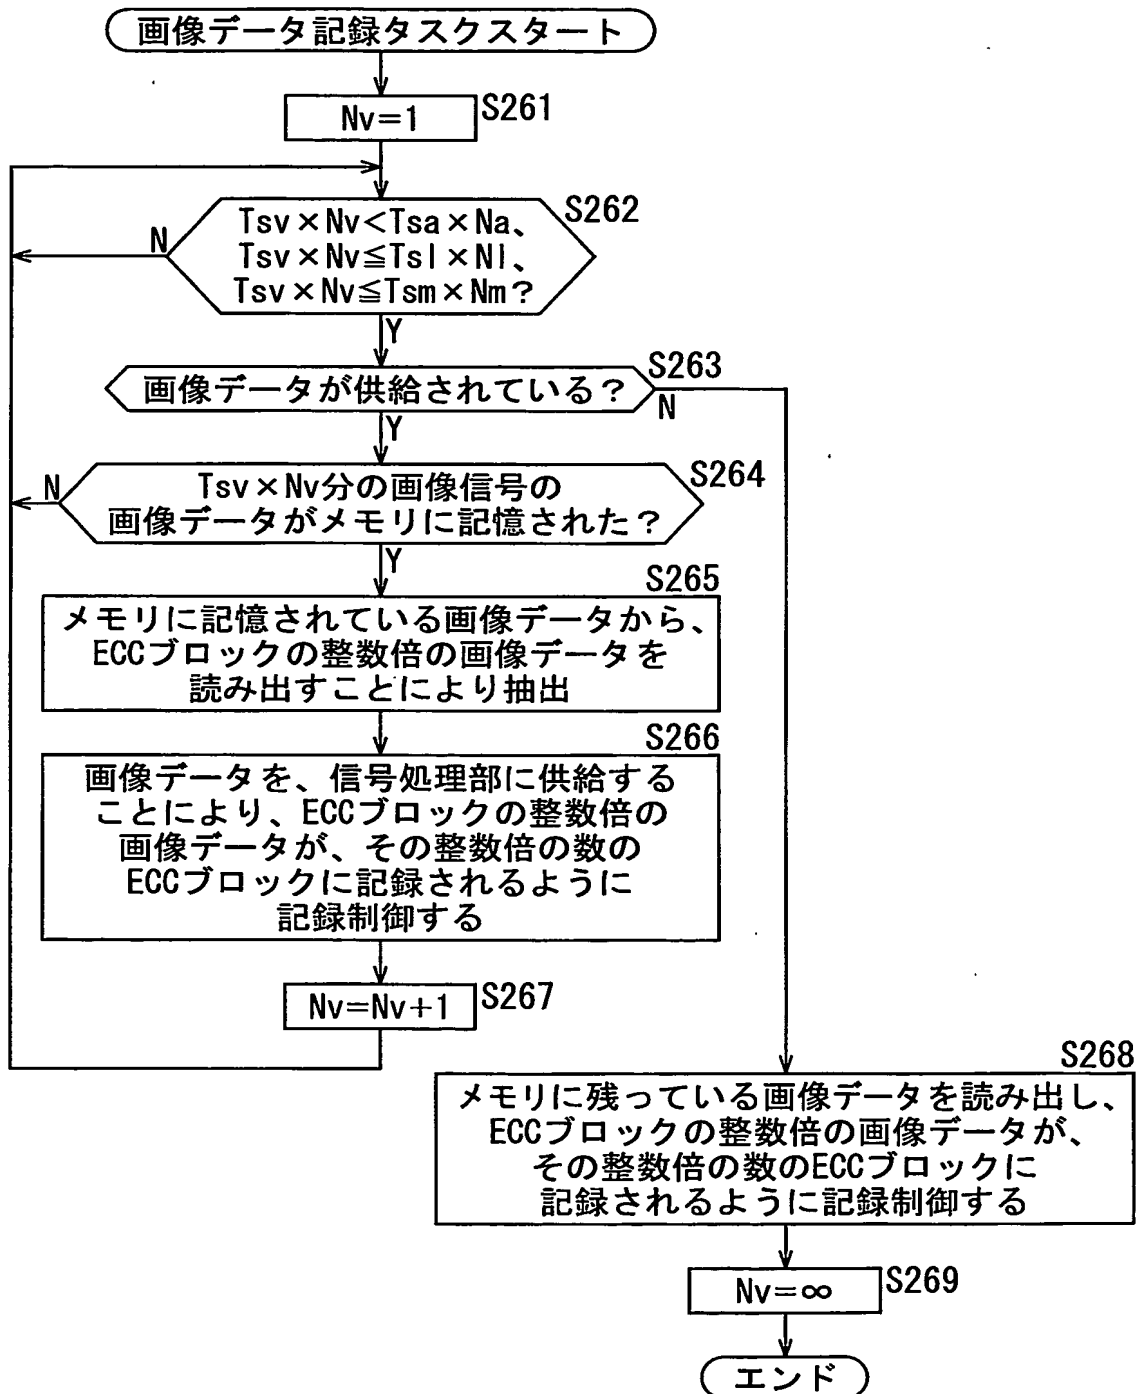 画像データ記録タスクスタート
Nv=1
S261
Tsv×Nv<Tsa×Na、
Tsv×Nv≦Tsl×Nl、
Tsv×Nv≦Tsm×Nm?
S262
N
Y
画像データが供給されている?
S263
N
Y
Tsv×Nv分の画像信号の
画像データがメモリに記憶された?
S264
N
Y
S265
メモリに記憶されている画像データから、
ECCブロックの整数倍の画像データを
読み出すことにより抽出
S266
画像データを、信号処理部に供給する
ことにより、ECCブロックの整数倍の
画像データが、その整数倍の数の
ECCブロックに記録されるように
記録制御する
Nv=Nv+1
S267
S268
メモリに残っている画像データを読み出し、
ECCブロックの整数倍の画像データが、
その整数倍の数のECCブロックに
記録されるように記録制御する
Nv=∞
S269
エンド